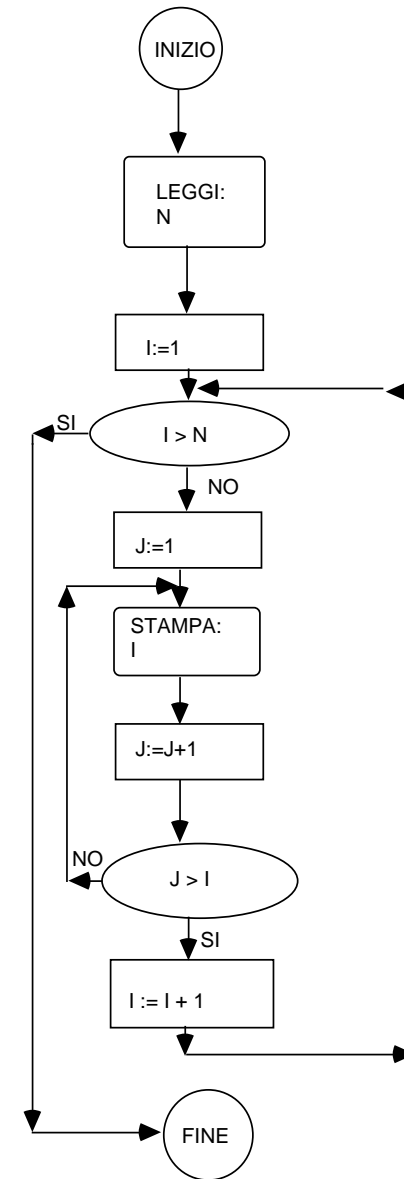 INIZIO
LEGGI:
N
I:=1
SI
I > N
NO
J:=1
STAMPA:
I
J:=J+1
NO
J > I
SI
I := I + 1
FINE